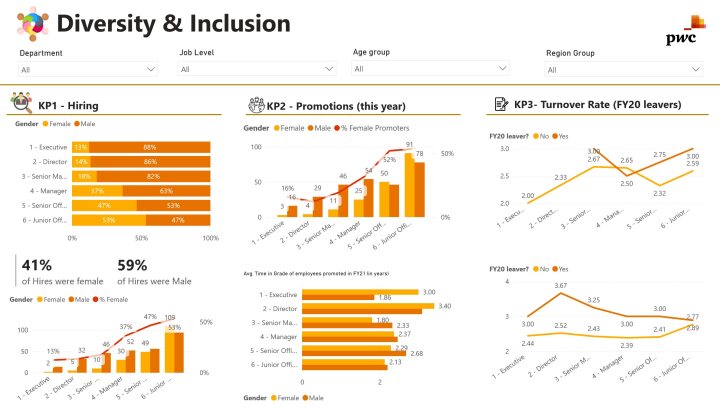 Diversity & Inclusion
pwc
Department
Job Level
Age group
Region Group
All
All
All
All
KP1 - Hiring
Gender Female Male
1 - Executive 13% 88%
2 - Director 14% 86%
3 - Senior Ma... 18% 82%
4 - Manager 37% 63%
5 - Senior Off... 47% 53%
6 - Junior Off... 53% 47%
0% 50% 100%
41%
of Hires were female
59%
of Hires were Male
Gender Female Male % Female
100
50
0
50%
0%
13%
37%
47%
53%
2
5
32
10
46
30
52
49
109
1 - Executive
2 - Director
3 - Senior ...
4 - Manager
5 - Senior ...
6 - Junior ...
KP2 - Promotions (this year)
Gender Female Male % Female Promoters
100
50
0
50%
0%
16%
52%
3
16
4
29
11
46
25
54
50
91
78
1 - Executive
2 - Director
3 - Senior Ma...
4 - Manager
5 - Senior Off...
6 - Junior Offi...
Avg. Time in Grade of employees promoted in FY21 (in years)
1 - Executive 3.00 1.86
2 - Director 3.40
3 - Senior Ma... 1.80 2.33
4 - Manager 2.37
5 - Senior Offi... 2.29 2.68
6 - Junior Offi... 2.13
0 2
Gender Female Male
KP3- Turnover Rate (FY20 leavers)
FY20 leaver? No Yes
3.0
2.5
2.0
2.00
2.33
3.00
2.67
2.65
2.50
2.75
2.32
3.00
2.59
1 - Execu...
2 - Direct...
3 - Senior...
4 - Mana...
5 - Senior...
6 - Junior...
FY20 leaver? No Yes
4
3
2
3.00
2.44
3.67
2.52
3.25
2.43
3.00
2.39
3.00
2.41
2.77
2.89
1 - Executive
2 - Director
3 - Senior M...
4 - Manager
5 - Senior Of...
6 - Junior Of...